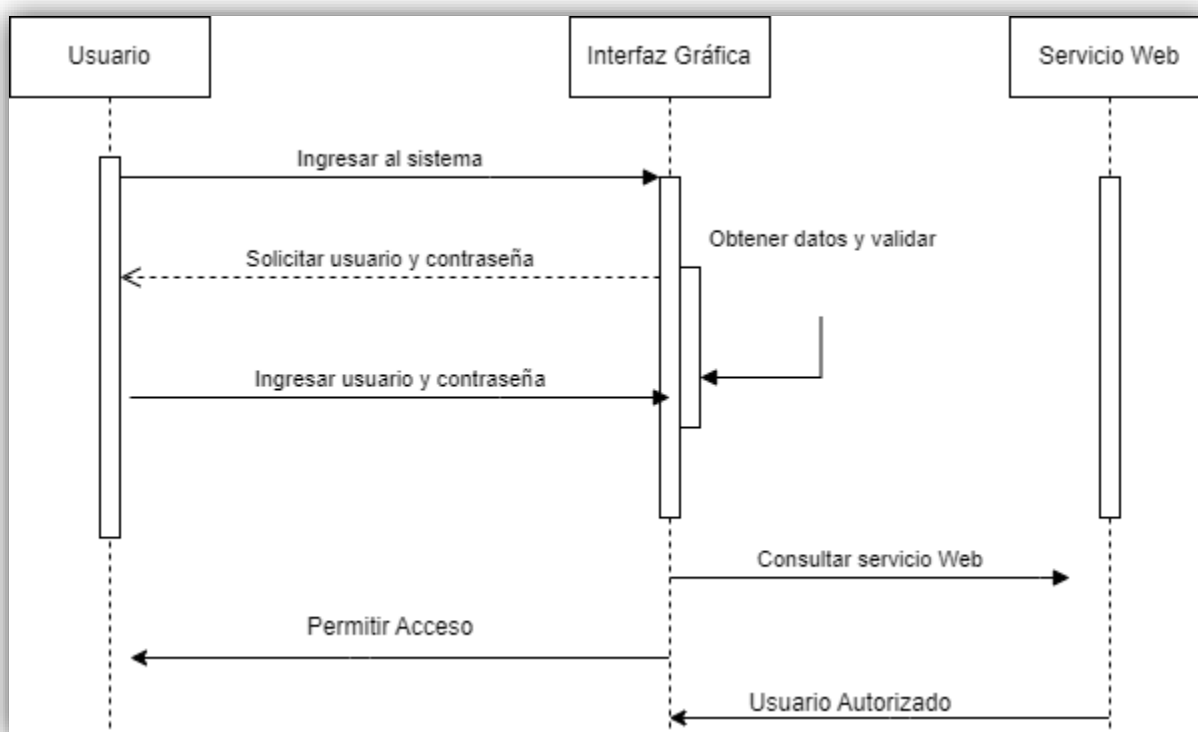 Usuario
Interfaz Gráfica
Servicio Web
Ingresar al sistema
Obtener datos y validar
Solicitar usuario y contraseña
Ingresar usuario y contraseña
Consultar servicio Web
Permitir Acceso
Usuario Autorizado